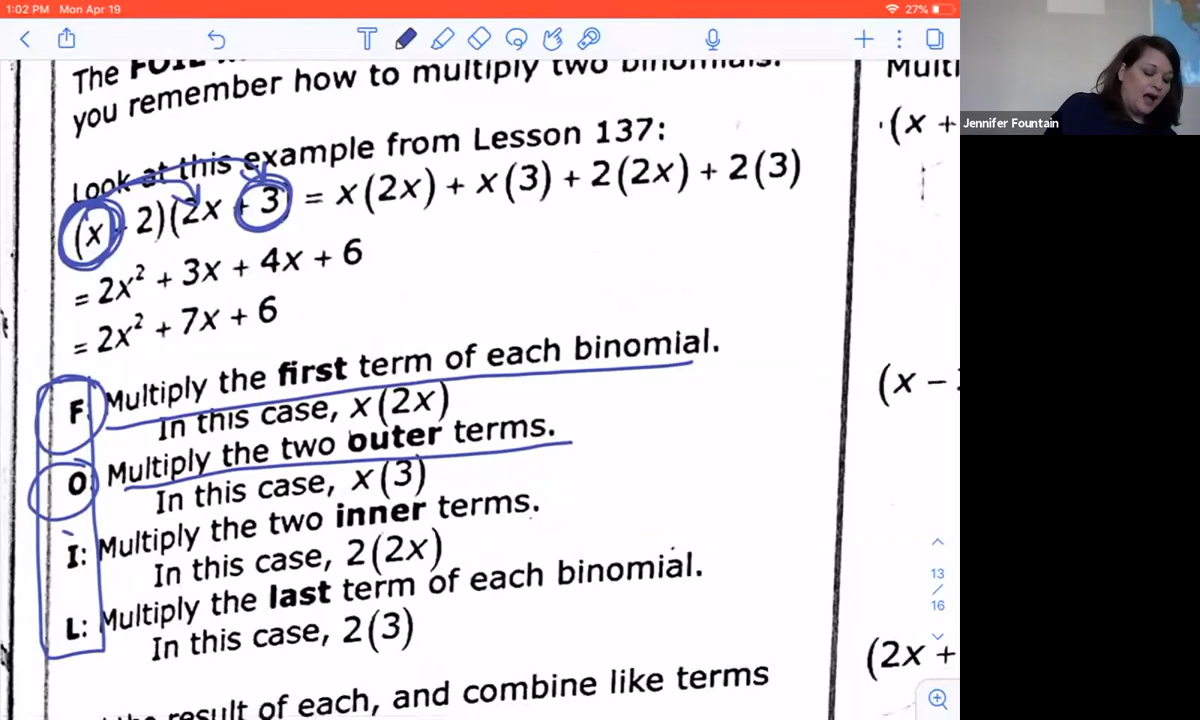 1:02 PM Mon Apr 19
27%
T
The FOIL
you remember how to multiply two binomials.
Look at this example from Lesson 137:
(x + 2)(2x + 3) = x(2x) + x(3) + 2(2x) + 2(3)
= 2x² + 3x + 4x + 6
= 2x² + 7x + 6
F: Multiply the first term of each binomial.
In this case, x(2x)
O: Multiply the two outer terms.
In this case, x(3)
I: Multiply the two inner terms.
In this case, 2(2x)
L: Multiply the last term of each binomial.
In this case, 2(3)
result of each, and combine like terms
Multi
(x +
(x −
(2x +
13
/
16
Jennifer Fountain